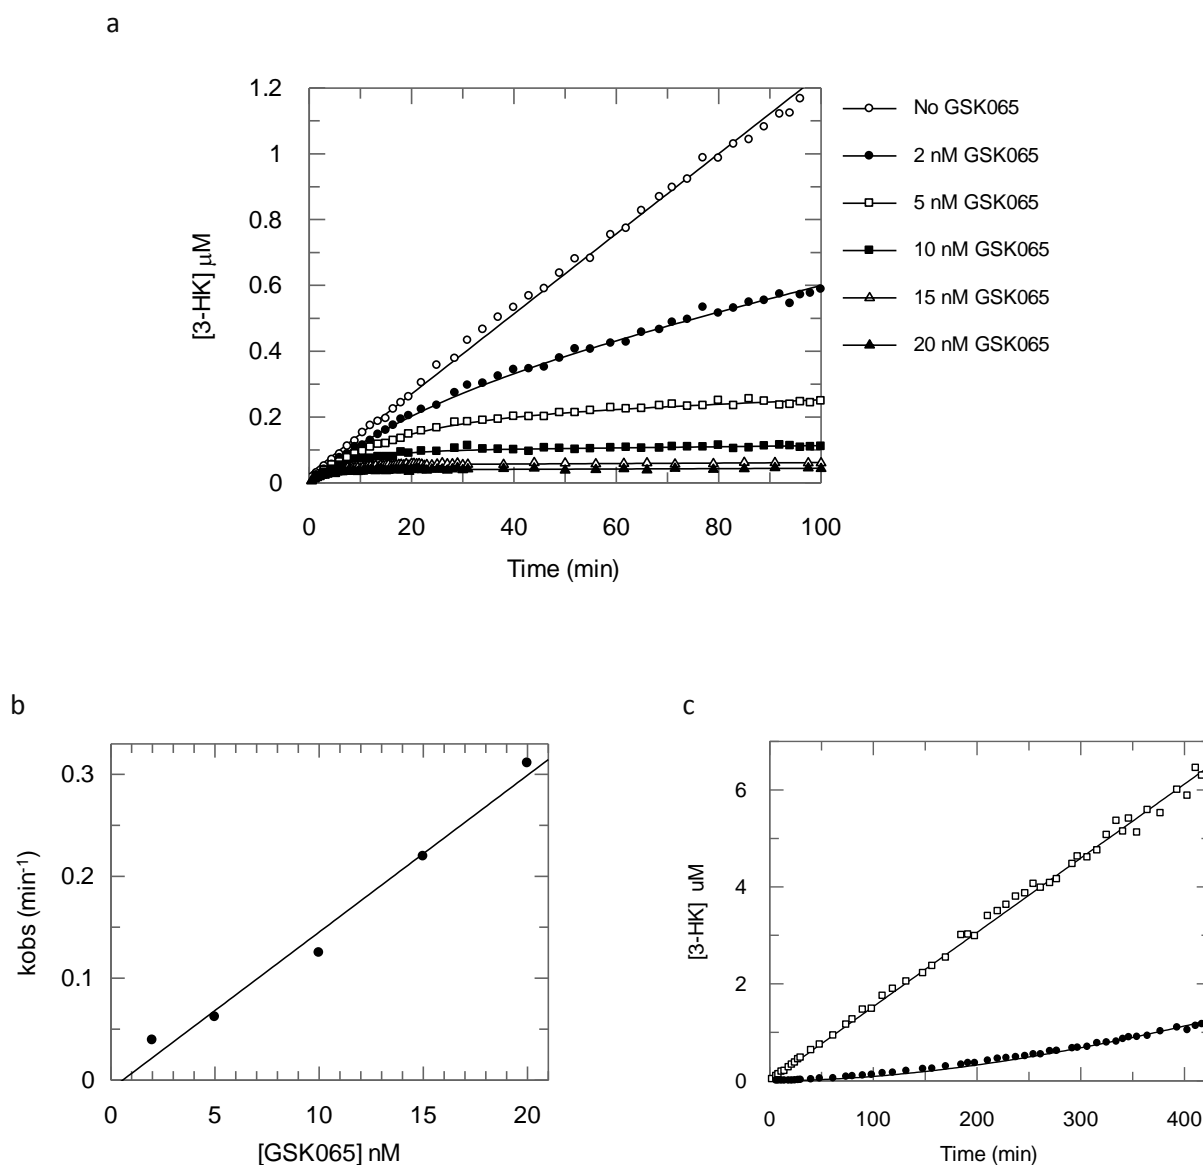 a
1.2
1
0.8
0.6
0.4
0.2
0
[3-HK] µM
0 20 40 60 80 100
Time (min)
No GSK065
2 nM GSK065
5 nM GSK065
10 nM GSK065
15 nM GSK065
20 nM GSK065
b
0.3
0.2
0.1
0
kobs (min⁻¹)
0 5 10 15 20
[GSK065] nM
c
6
4
2
0
[3-HK] uM
0 100 200 300 400
Time (min)